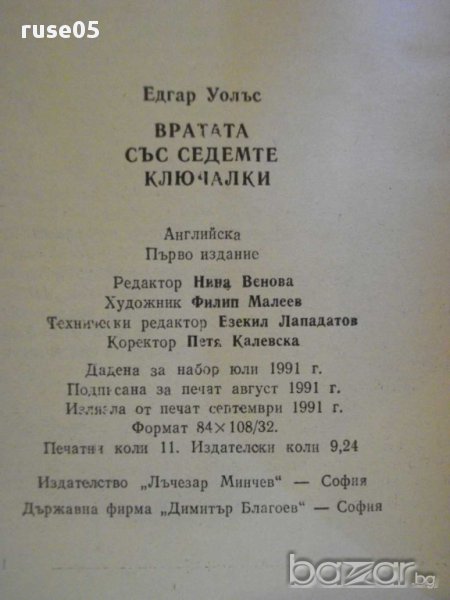 ruse05
Едгар Уолъс
ВРАТАТА
СЪС СЕДЕМТЕ
КЛЮЧАЛКИ
Английска
Първо издание
Редактор Нина Венова
Художник Филип Малеев
Технически редактор Езекил Лападатов
Коректор Петя Калевска
Дадена за набор юли 1991 г.
Подписана за печат август 1991 г.
Излязла от печат септември 1991 г.
Формат 84×108/32.
Печатни коли 11. Издателски коли 9,24
Издателство „Лъчезар Минчев" — София
Държавна фирма „Димитър Благоев" — София
bazar.bg